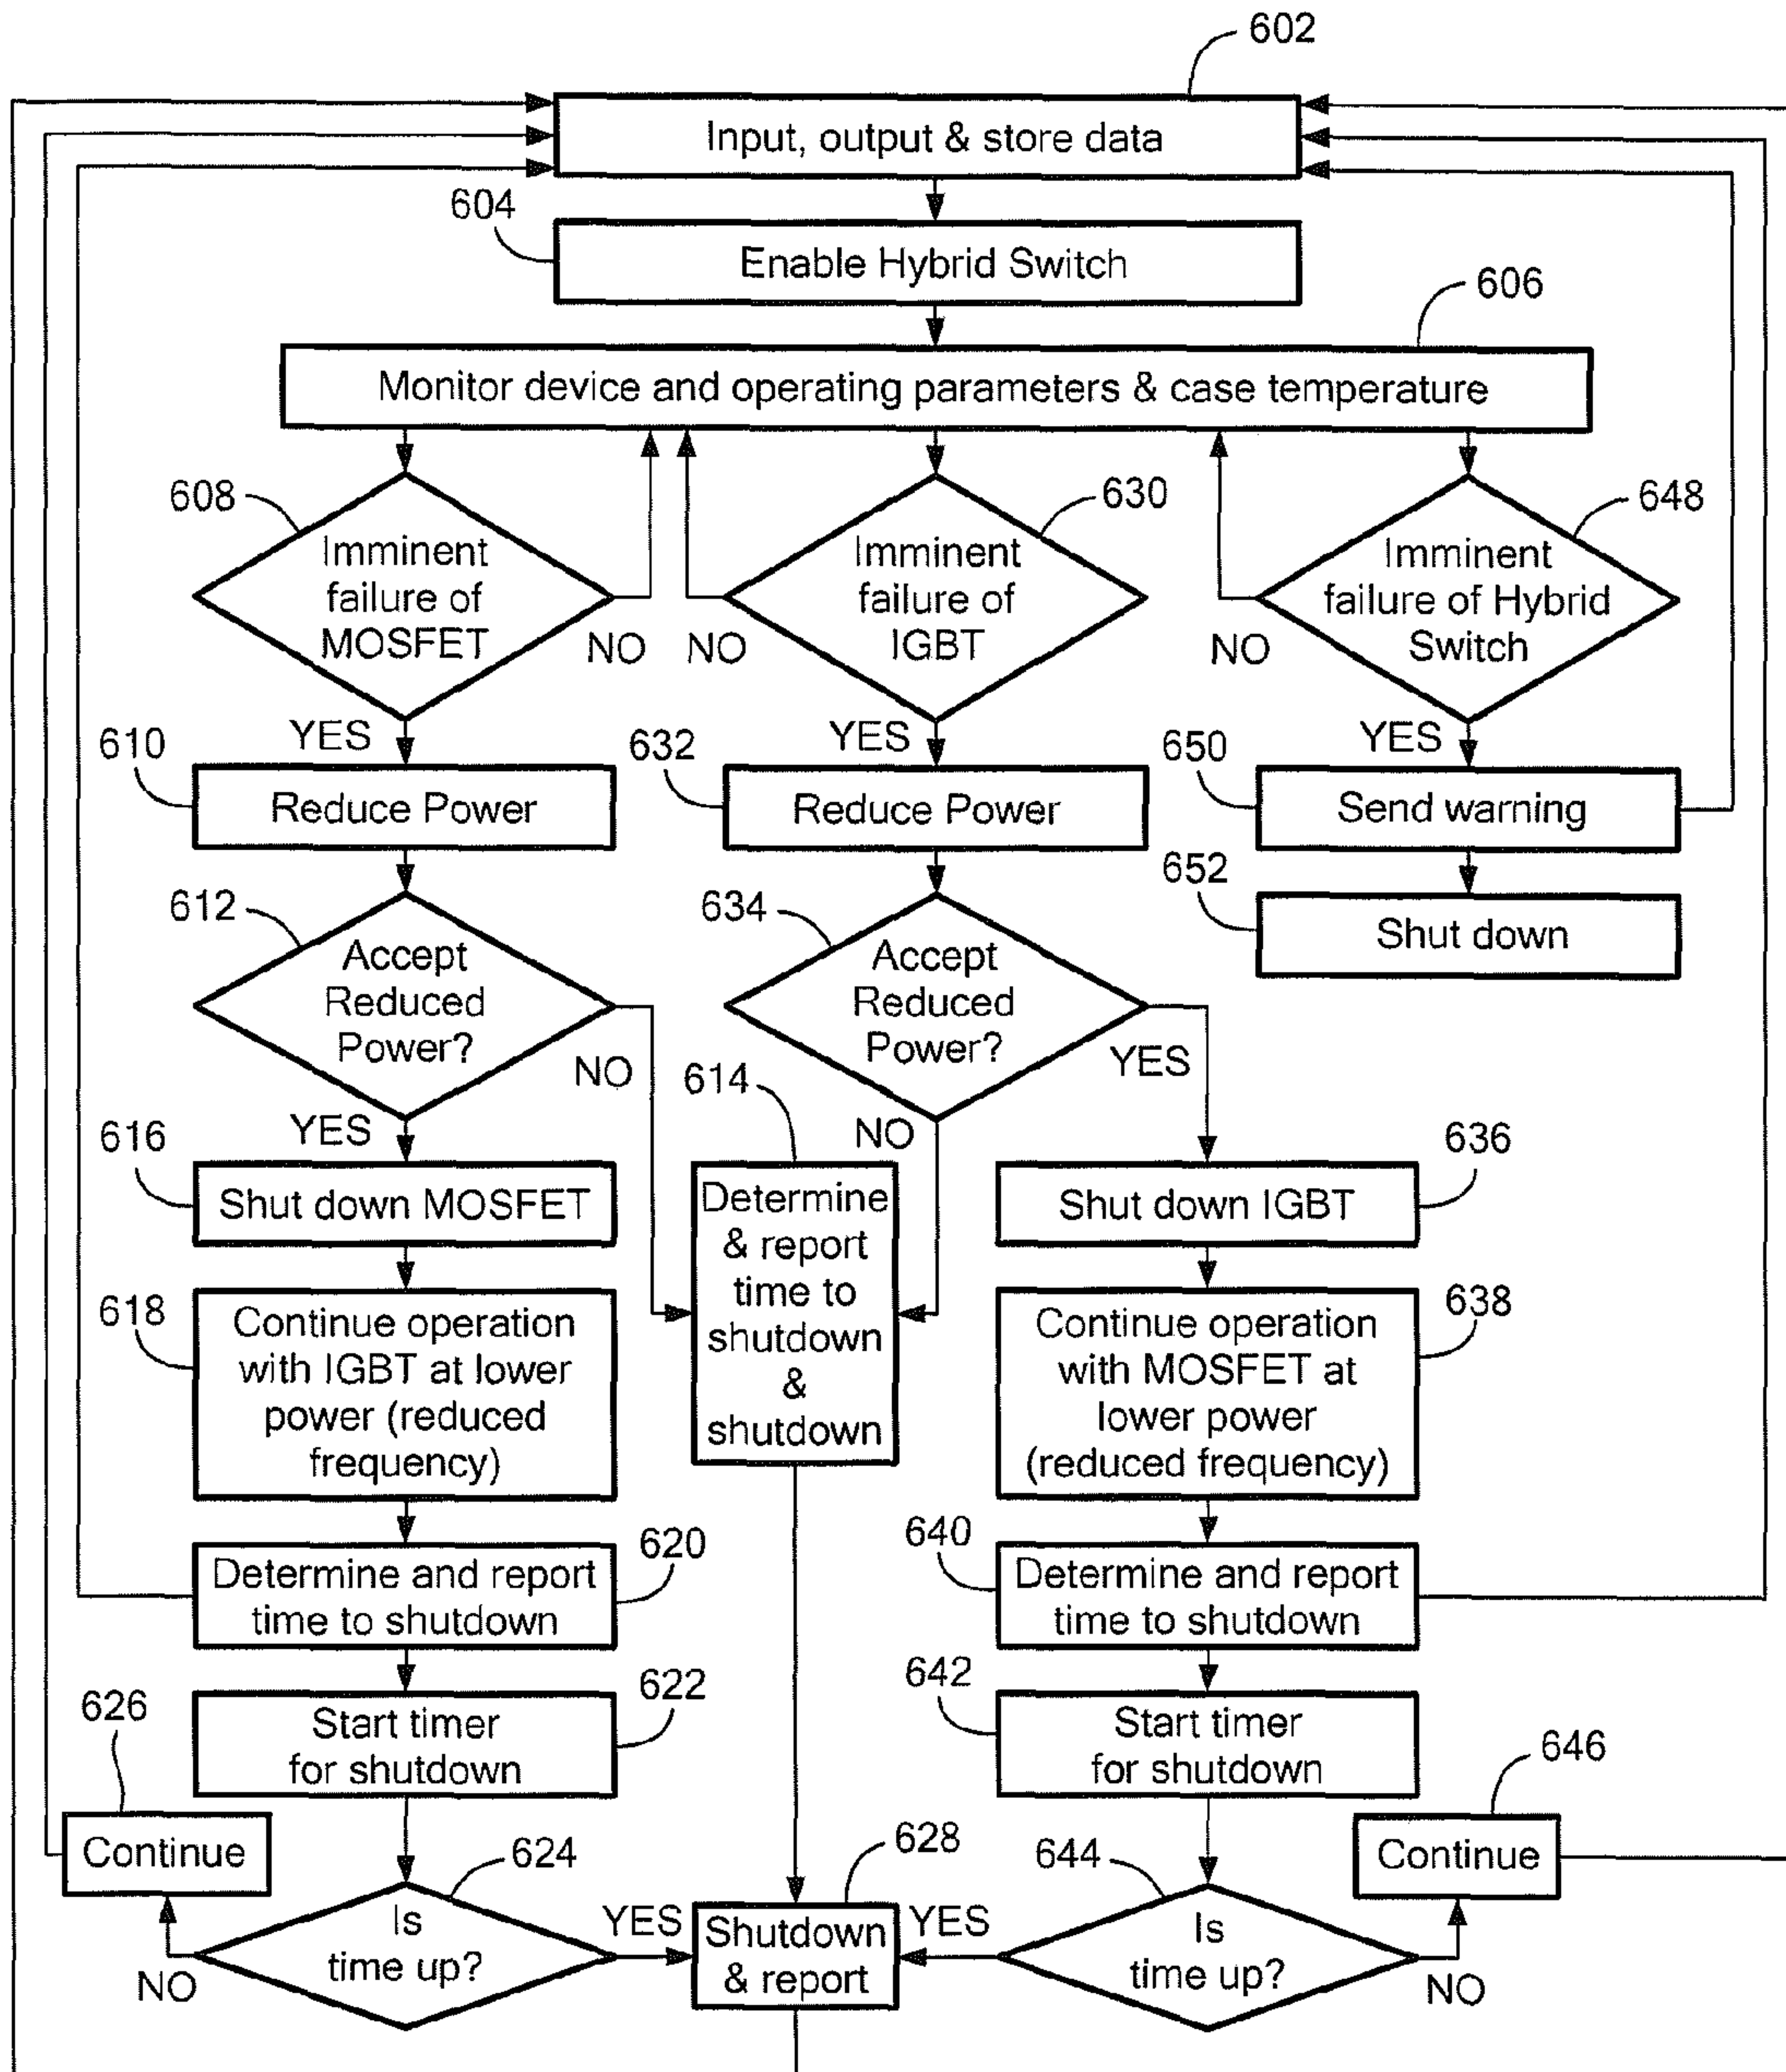 602
Input, output & store data
604
Enable Hybrid Switch
606
Monitor device and operating parameters & case temperature
608
Imminent
failure of
MOSFET
NO
YES
630
Imminent
failure of
IGBT
NO
YES
648
Imminent
failure of Hybrid
Switch
NO
YES
610
Reduce Power
632
Reduce Power
650
Send warning
652
Shut down
612
Accept
Reduced
Power?
NO
YES
634
Accept
Reduced
Power?
YES
NO
614
Determine
& report
time to
shutdown
&
shutdown
616
Shut down MOSFET
636
Shut down IGBT
618
Continue operation
with IGBT at lower
power (reduced
frequency)
638
Continue operation
with MOSFET at
lower power
(reduced frequency)
620
Determine and report
time to shutdown
640
Determine and report
time to shutdown
622
Start timer
for shutdown
642
Start timer
for shutdown
626
Continue
646
Continue
624
Is
time up?
NO
YES
628
Shutdown
& report
644
Is
time up?
YES
NO